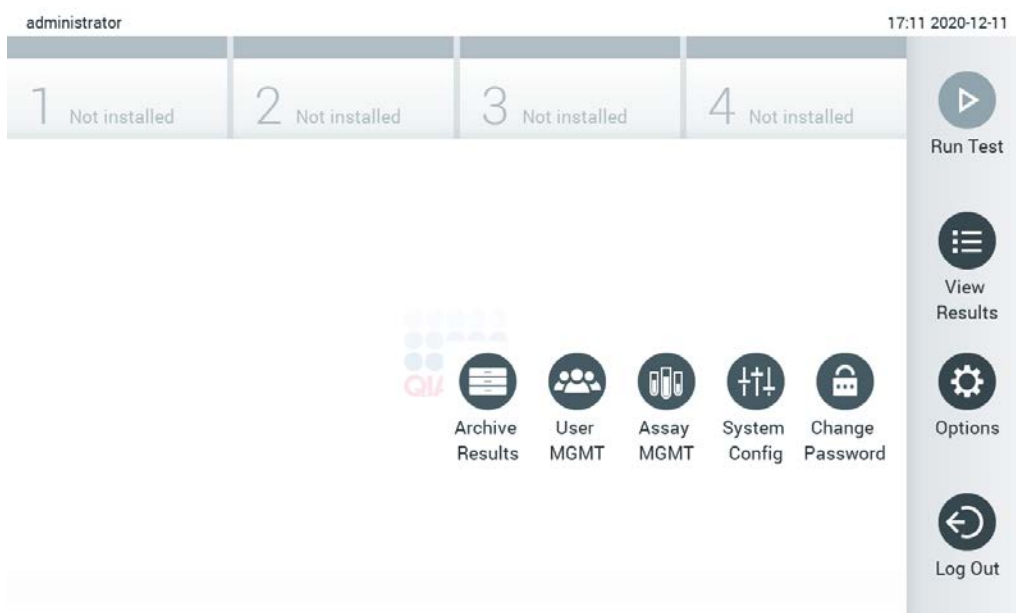 administrator
17:11 2020-12-11
1 Not installed
2 Not installed
3 Not installed
4 Not installed
Run Test
View
Results
Archive
Results
User
MGMT
Assay
MGMT
System
Config
Change
Password
Options
Log Out